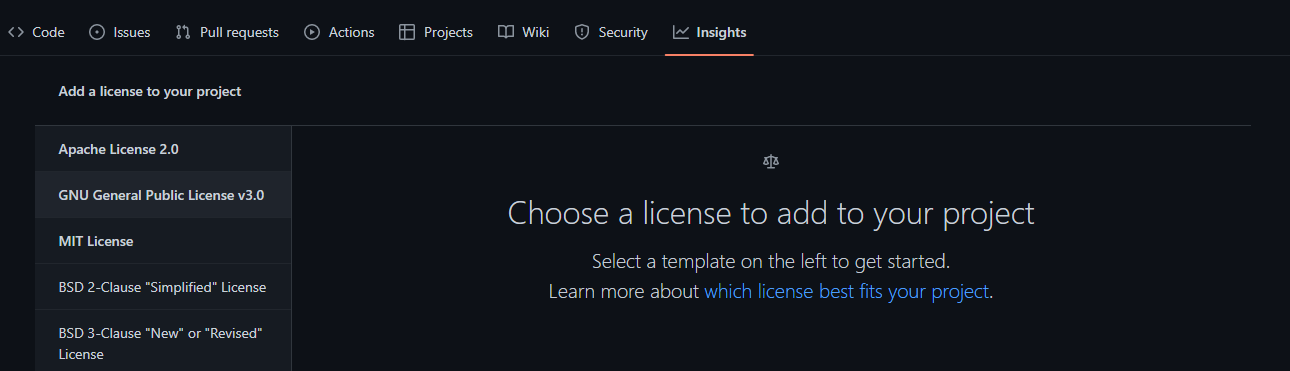 Code Issues Pull requests Actions Projects Wiki Security Insights
Add a license to your project
Apache License 2.0
GNU General Public License v3.0
MIT License
BSD 2-Clause "Simplified" License
BSD 3-Clause "New" or "Revised"
License
Choose a license to add to your project
Select a template on the left to get started.
Learn more about which license best fits your project.